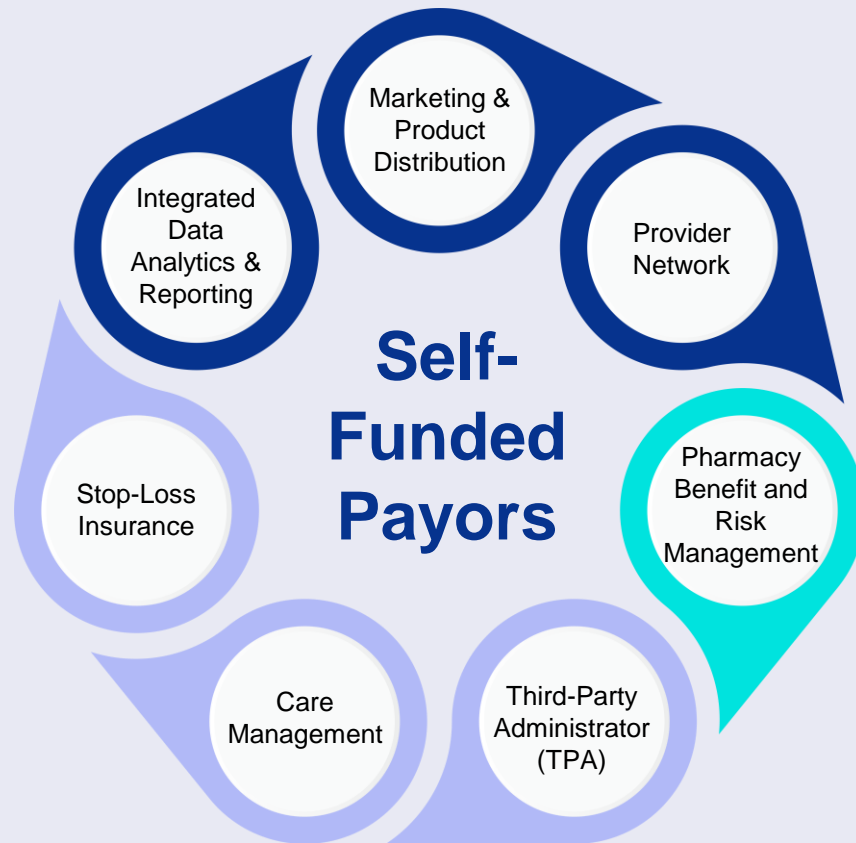 Marketing &
Product
Distribution
Provider
Network
Pharmacy
Benefit and
Risk
Management
Third-Party
Administrator
(TPA)
Care
Management
Stop-Loss
Insurance
Integrated
Data
Analytics &
Reporting
Self-
Funded
Payors